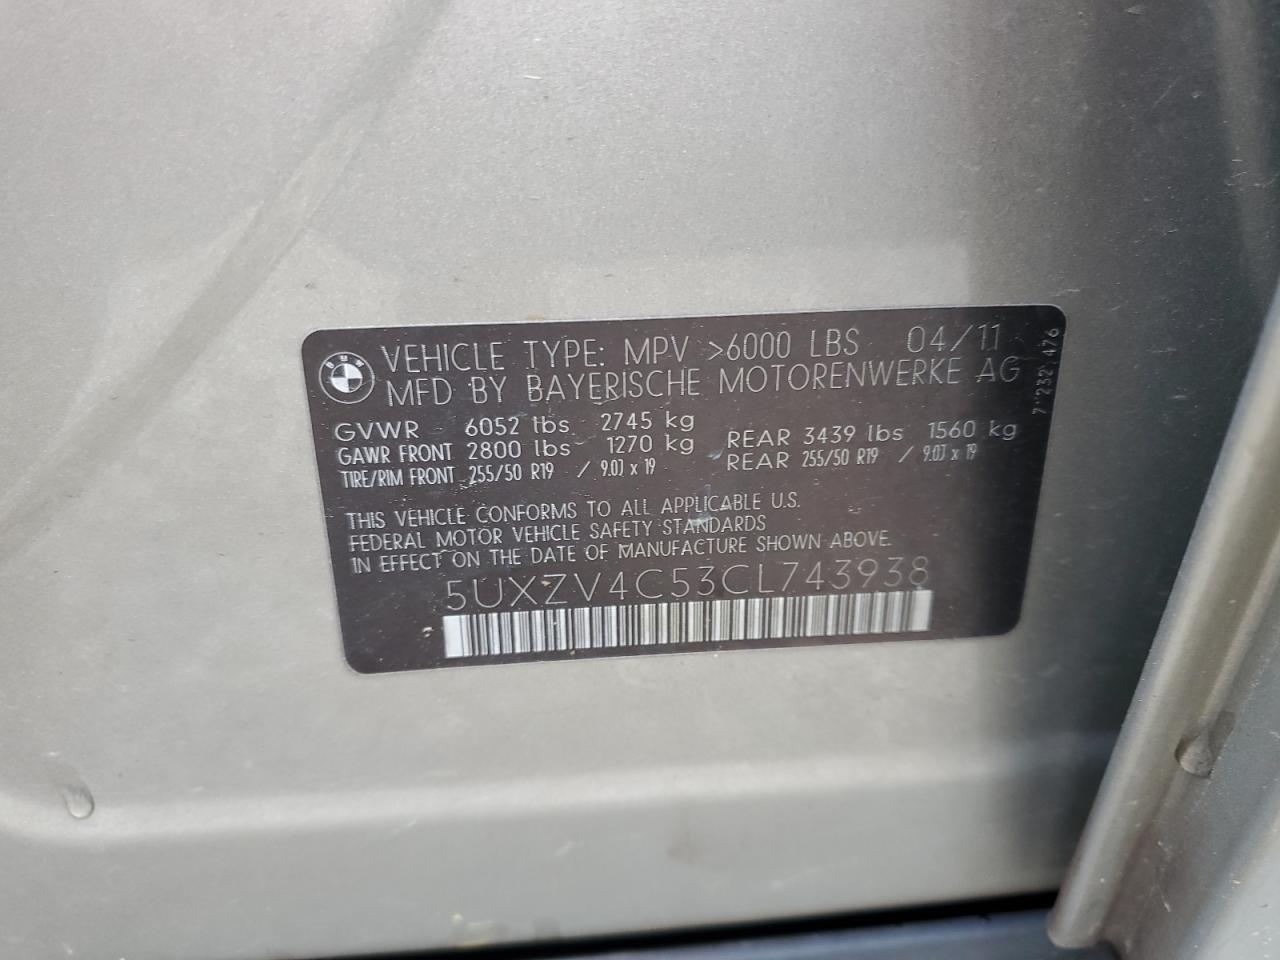 BMW
VEHICLE TYPE: MPV >6000 LBS 04/11
MFD BY BAYERISCHE MOTORENWERKE AG
GVWR 6052 lbs 2745 kg
GAWR FRONT 2800 lbs 1270 kg REAR 3439 lbs 1560 kg
TIRE/RIM FRONT 255/50 R19 / 9.0J x 19 REAR 255/50 R19 / 9.0J x 19
THIS VEHICLE CONFORMS TO ALL APPLICABLE U.S.
FEDERAL MOTOR VEHICLE SAFETY STANDARDS
IN EFFECT ON THE DATE OF MANUFACTURE SHOWN ABOVE.
5UXZV4C53CL743938